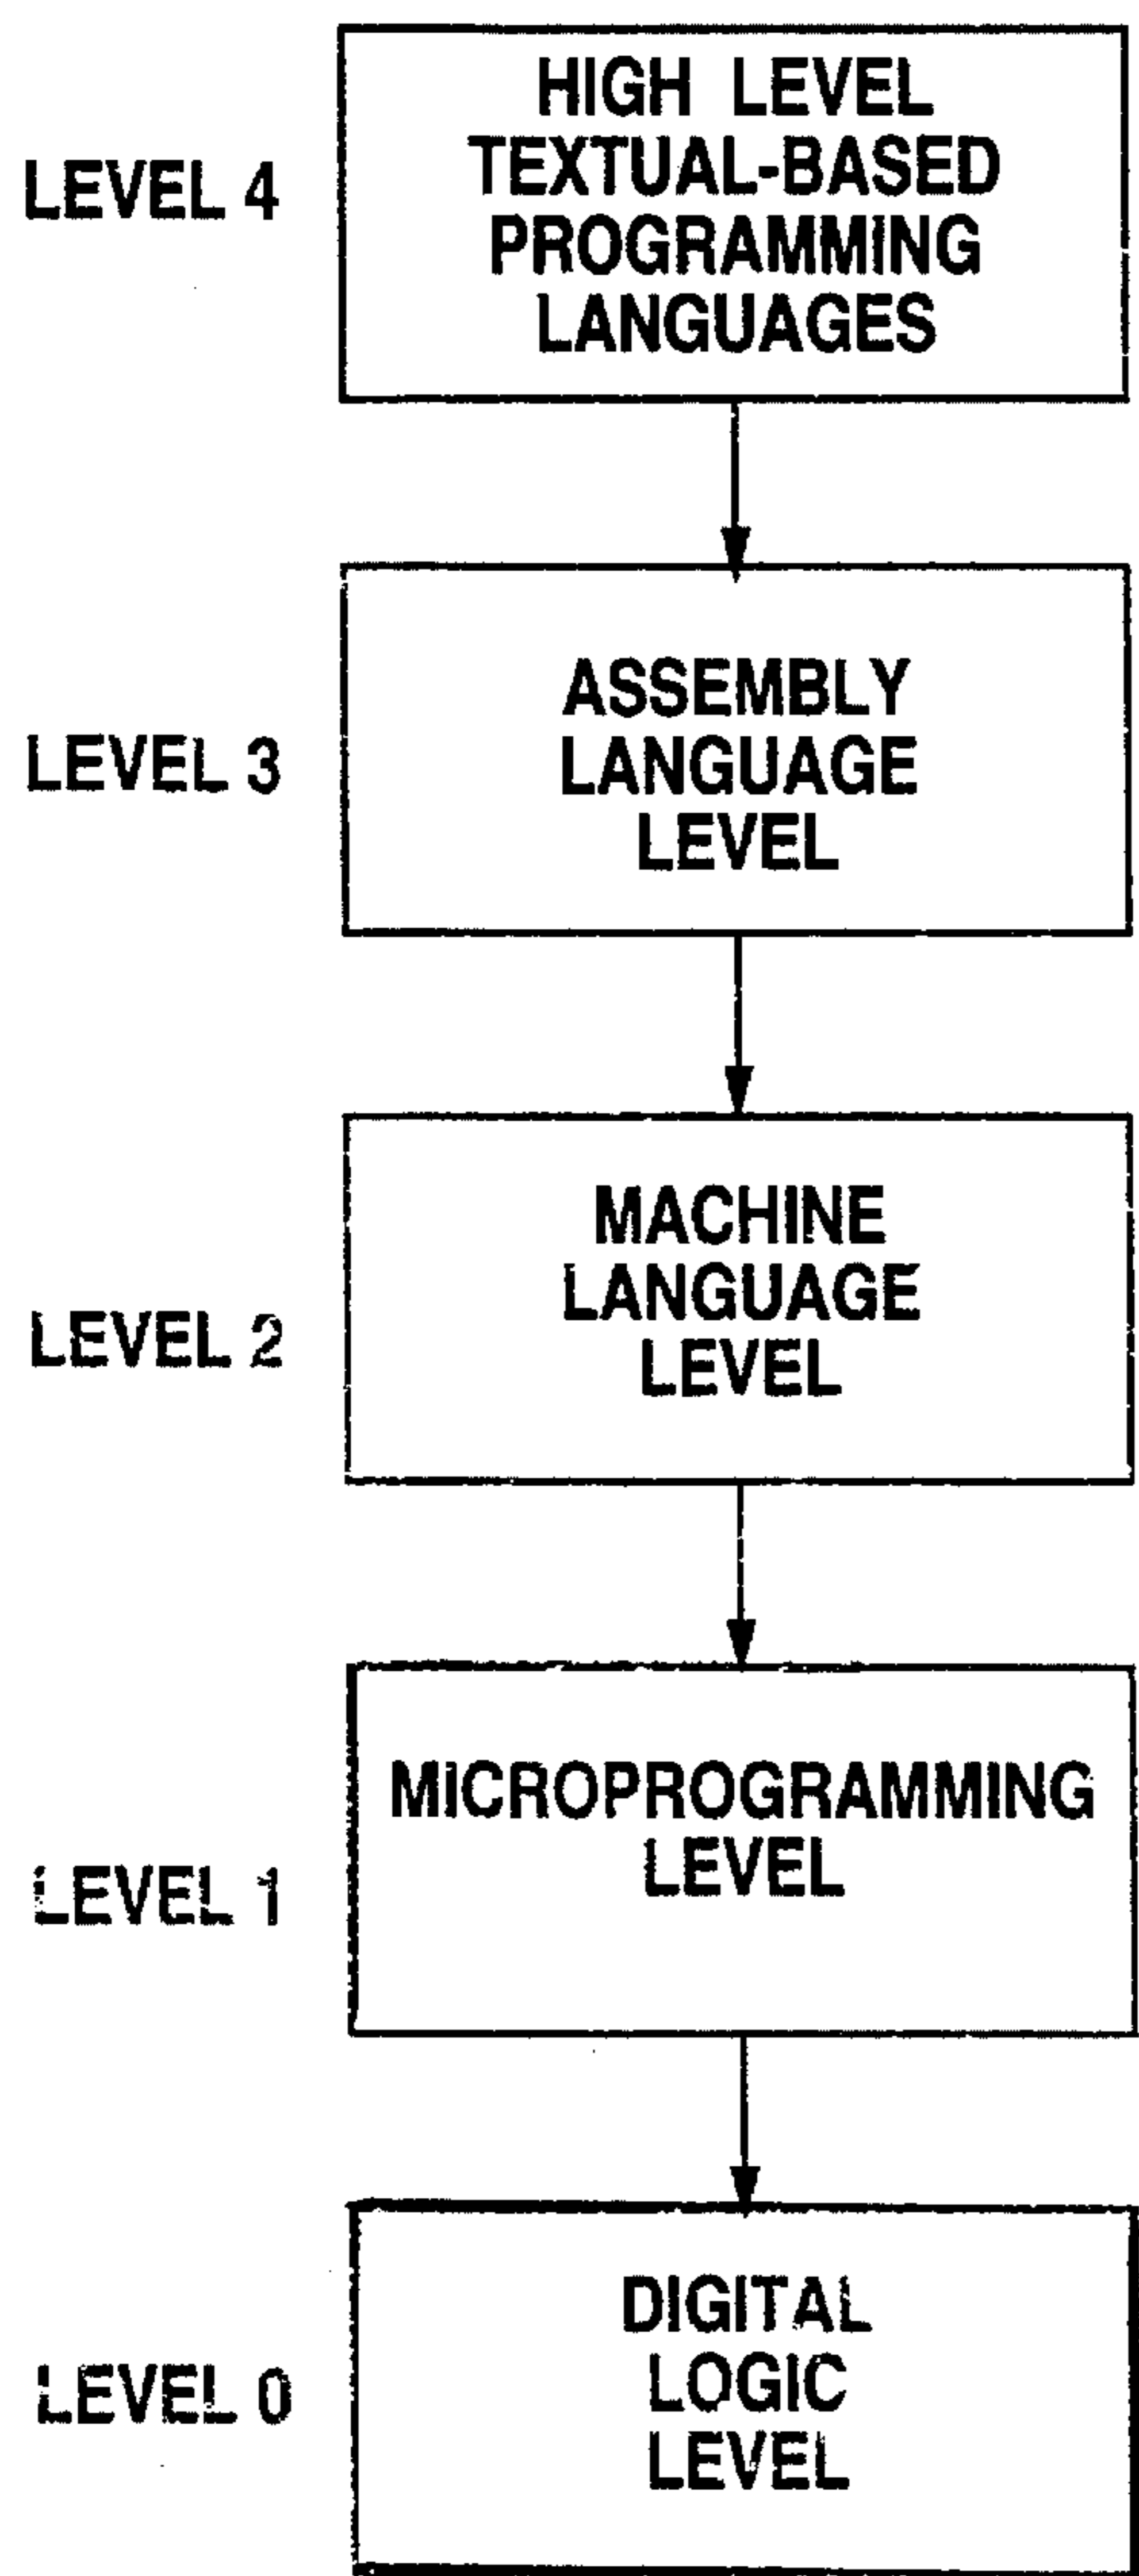 LEVEL 4
HIGH LEVEL
TEXTUAL-BASED
PROGRAMMING
LANGUAGES
LEVEL 3
ASSEMBLY
LANGUAGE
LEVEL
LEVEL 2
MACHINE
LANGUAGE
LEVEL
LEVEL 1
MICROPROGRAMMING
LEVEL
LEVEL 0
DIGITAL
LOGIC
LEVEL